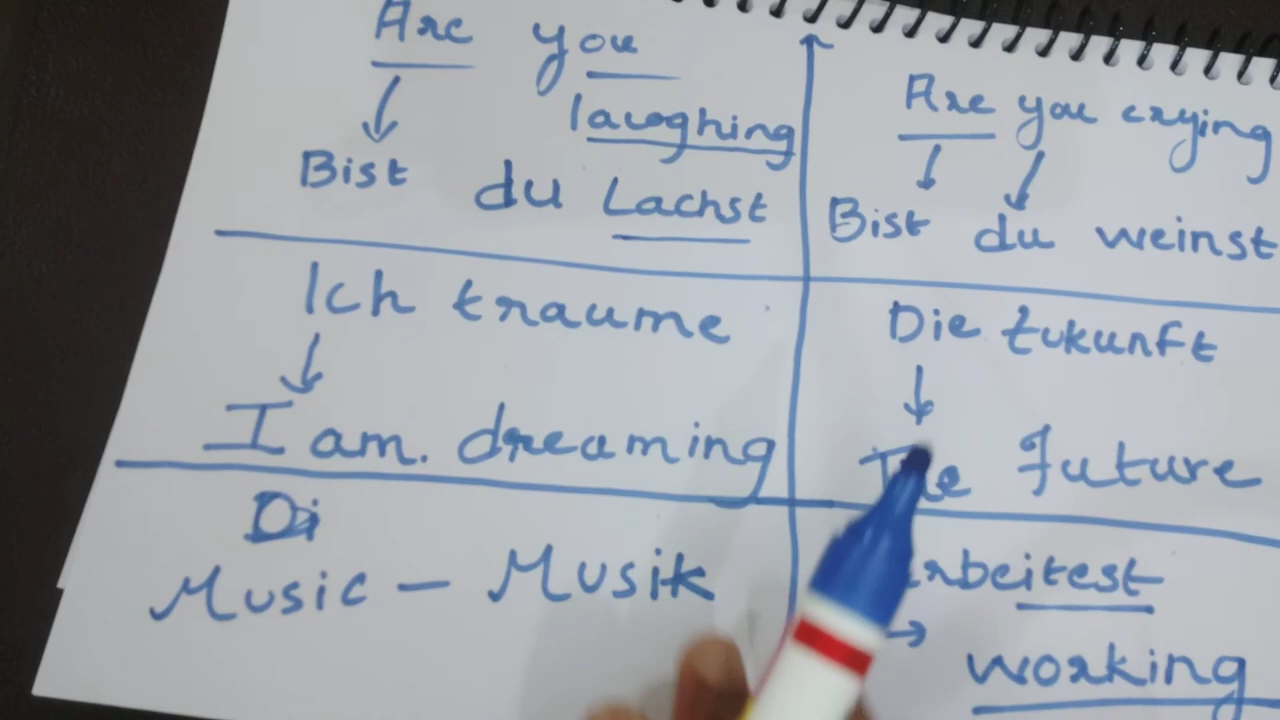 Are you
laughing
Bist du Lachst
Are you crying
Bist du weinst
Ich traume
I am. dreaming
Die zukunft
The Future
Di
Music - Musik
arbeitest
→
working